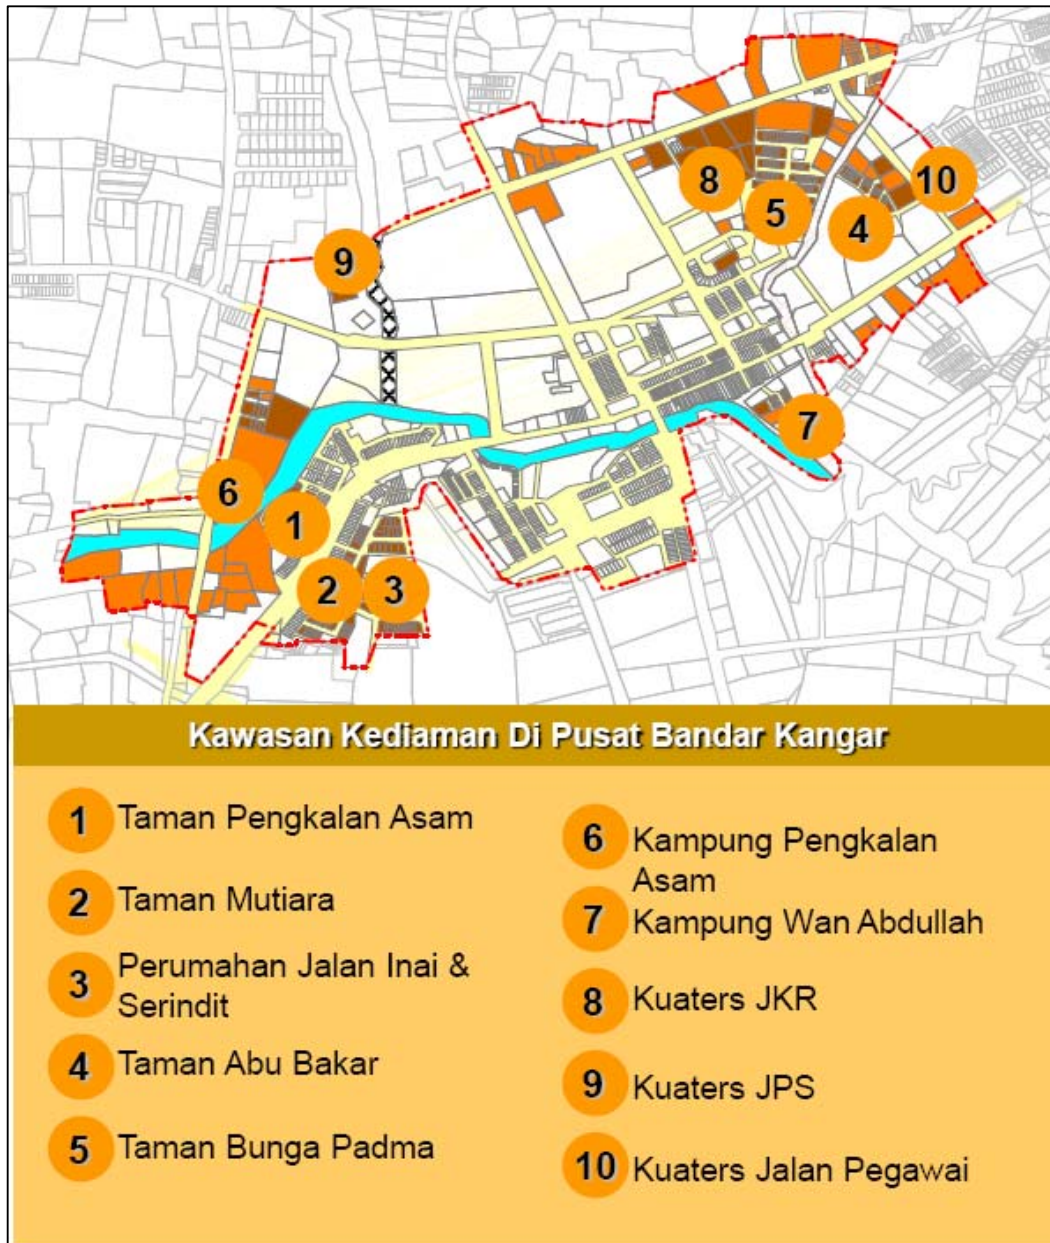 9
8
5
4
10
7
6
1
2
3
Kawasan Kediaman Di Pusat Bandar Kangar
1 Taman Pengkalan Asam
2 Taman Mutiara
3 Perumahan Jalan Inai &
Serindit
4 Taman Abu Bakar
5 Taman Bunga Padma
6 Kampung Pengkalan
Asam
7 Kampung Wan Abdullah
8 Kuaters JKR
9 Kuaters JPS
10 Kuaters Jalan Pegawai